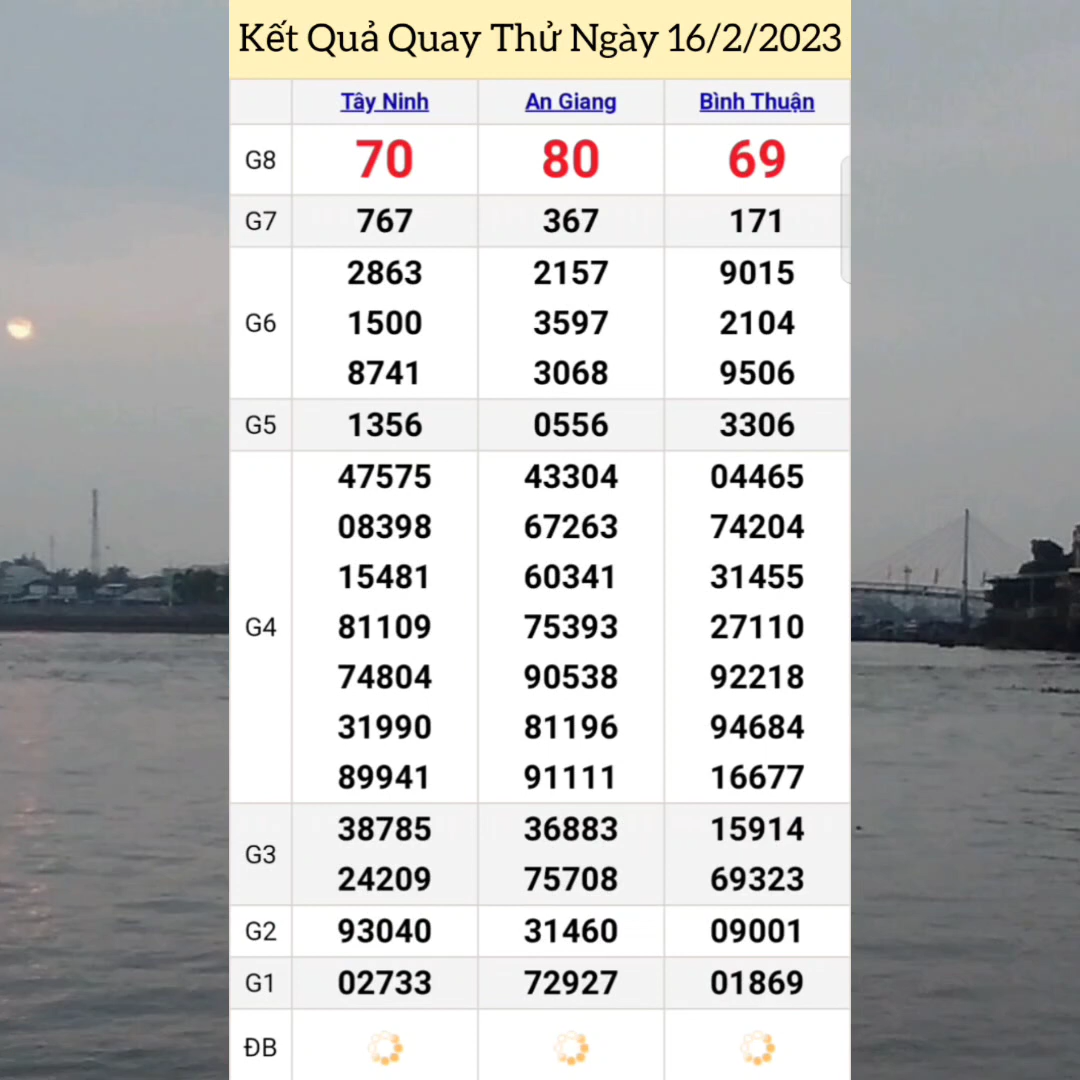 Kết Quả Quay Thử Ngày 16/2/2023
Tây Ninh An Giang Bình Thuận
G8 70 80 69
G7 767 367 171
2863 2157 9015
G6 1500 3597 2104
8741 3068 9506
G5 1356 0556 3306
47575 43304 04465
08398 67263 74204
15481 60341 31455
G4 81109 75393 27110
74804 90538 92218
31990 81196 94684
89941 91111 16677
G3 38785 36883 15914
24209 75708 69323
G2 93040 31460 09001
G1 02733 72927 01869
ĐB